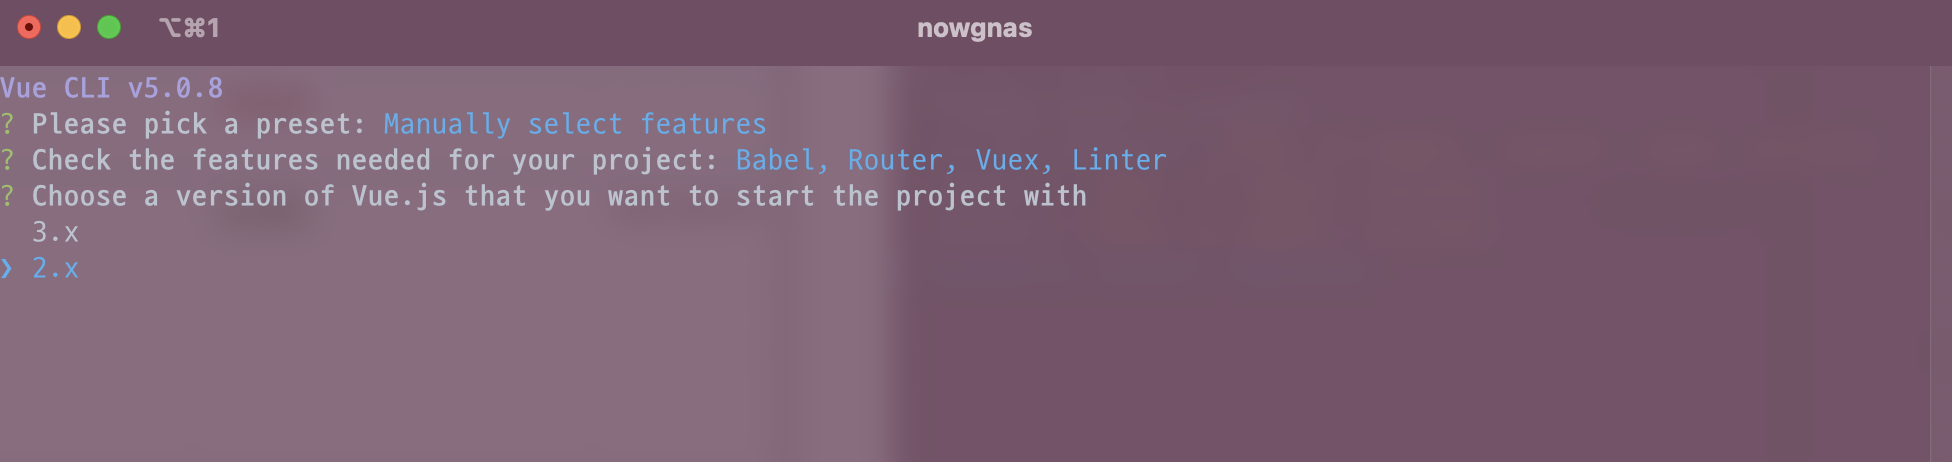 ⌥⌘1
nowgnas
Vue CLI v5.0.8
? Please pick a preset: Manually select features
? Check the features needed for your project: Babel, Router, Vuex, Linter
? Choose a version of Vue.js that you want to start the project with
3.x
❯ 2.x